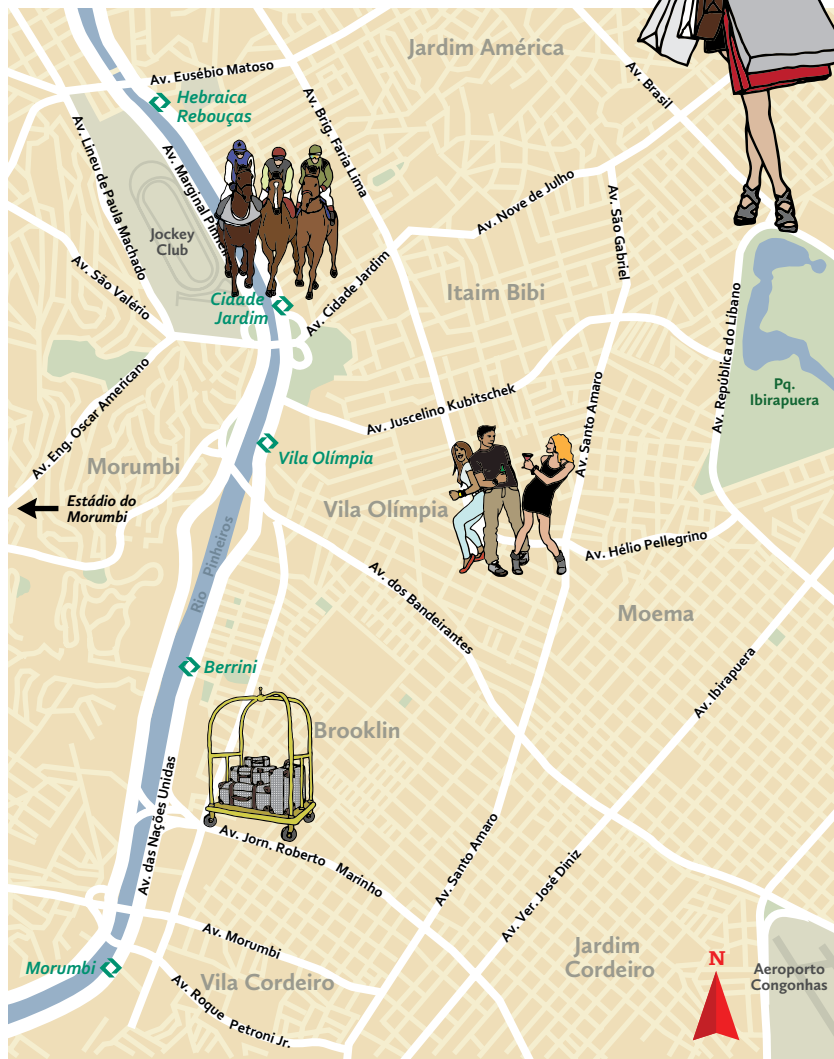 Jardim América
Av. Eusébio Matoso
Av. Brasil
Hebraica
Rebouças
Av. Brig. Faria Lima
Av. Lineu de Paula Machado
Av. Marginal Pinhei
Av. Nove de Julho
Av. São Gabriel
Jockey
Club
Av. São Valério
Av. Cidade Jardim
Itaim Bibi
Cidade
Jardim
Av. República do Líbano
Pq.
Ibirapuera
Av. Eng. Oscar Americano
Av. Juscelino Kubitschek
Av. Santo Amaro
Morumbi
Vila Olímpia
Estádio do
Morumbi
Vila Olímpia
Rio Pinheiros
Av. Hélio Pellegrino
Av. dos Bandeirantes
Moema
Berrini
Av. Ibirapuera
Brooklin
Av. das Nações Unidas
Av. Jorn. Roberto Marinho
Av. Santo Amaro
Av. Ver. José Diniz
Av. Morumbi
Jardim
Cordeiro
N
Morumbi
Vila Cordeiro
Aeroporto
Congonhas
Av. Roque Petroni Jr.